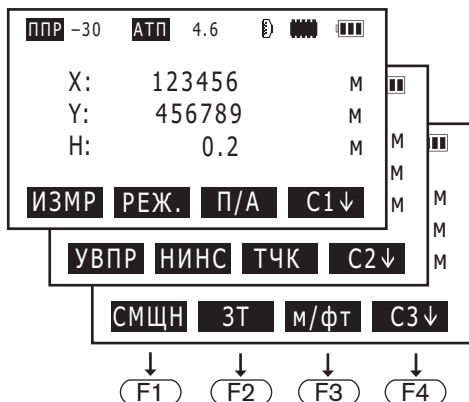 ППР -30 АТП 4.6
X: 123456 м
Y: 456789 м
H: 0.2 м
м
м
м
м
м
м
ИЗМР РЕЖ. П/А С1↓
УВПР НИНС ТЧК С2↓
СМЩН ЗТ м/фт С3↓
F1 F2 F3 F4